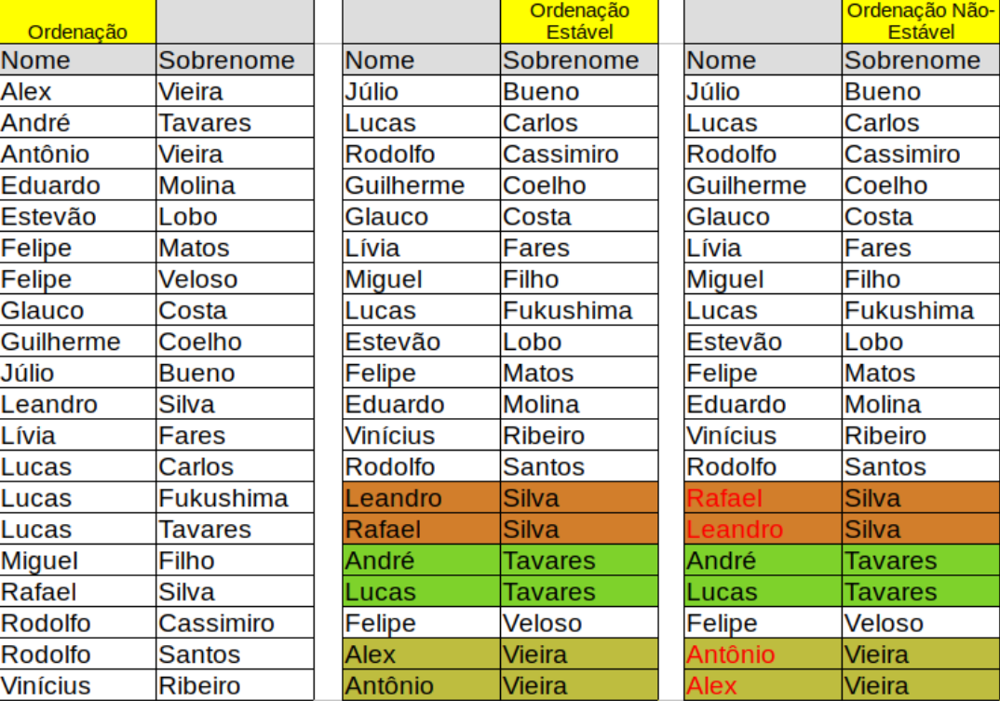 Ordenação Ordenação Estável Ordenação Não-Estável
Nome Sobrenome Nome Sobrenome Nome Sobrenome
Alex Vieira Júlio Bueno Júlio Bueno
André Tavares Lucas Carlos Lucas Carlos
Antônio Vieira Rodolfo Cassimiro Rodolfo Cassimiro
Eduardo Molina Guilherme Coelho Guilherme Coelho
Estevão Lobo Glauco Costa Glauco Costa
Felipe Matos Lívia Fares Lívia Fares
Felipe Veloso Miguel Filho Miguel Filho
Glauco Costa Lucas Fukushima Lucas Fukushima
Guilherme Coelho Estevão Lobo Estevão Lobo
Júlio Bueno Felipe Matos Felipe Matos
Leandro Silva Eduardo Molina Eduardo Molina
Lívia Fares Vinícius Ribeiro Vinícius Ribeiro
Lucas Carlos Rodolfo Santos Rodolfo Santos
Lucas Fukushima Leandro Silva Rafael Silva
Lucas Tavares Rafael Silva Leandro Silva
Miguel Filho André Tavares André Tavares
Rafael Silva Lucas Tavares Lucas Tavares
Rodolfo Cassimiro Felipe Veloso Felipe Veloso
Rodolfo Santos Alex Vieira Antônio Vieira
Vinícius Ribeiro Antônio Vieira Alex Vieira